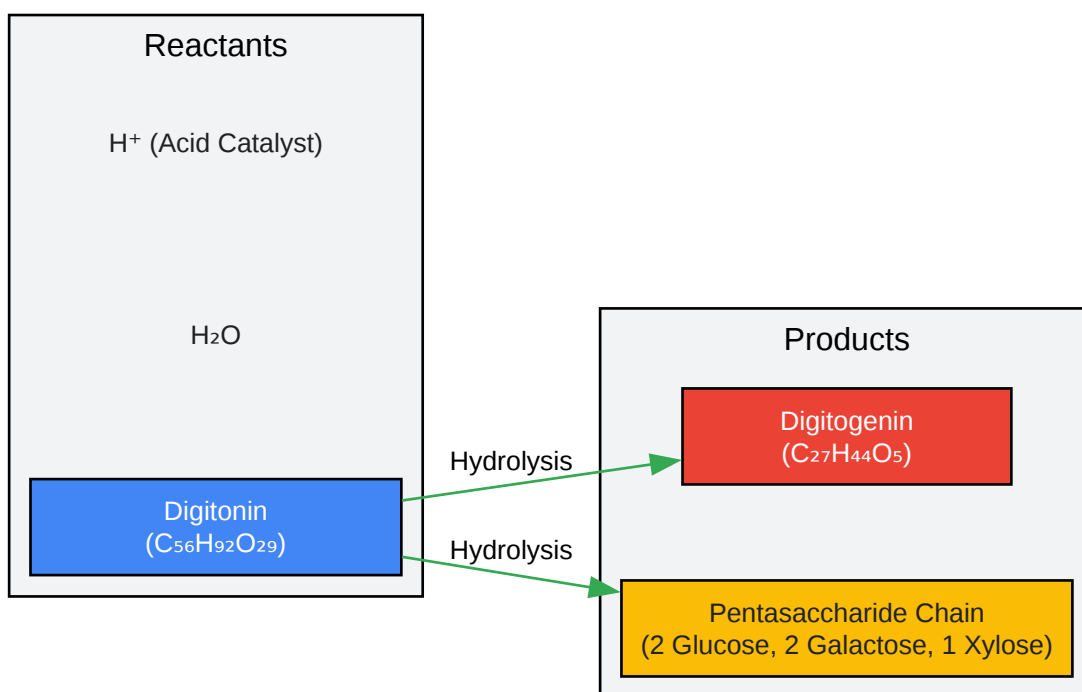 Reactants
H⁺ (Acid Catalyst)
H₂O
Digitonin
(C₅₆H₉₂O₂₉)
Hydrolysis
Hydrolysis
Products
Digitogenin
(C₂₇H₄₄O₅)
Pentasaccharide Chain
(2 Glucose, 2 Galactose, 1 Xylose)